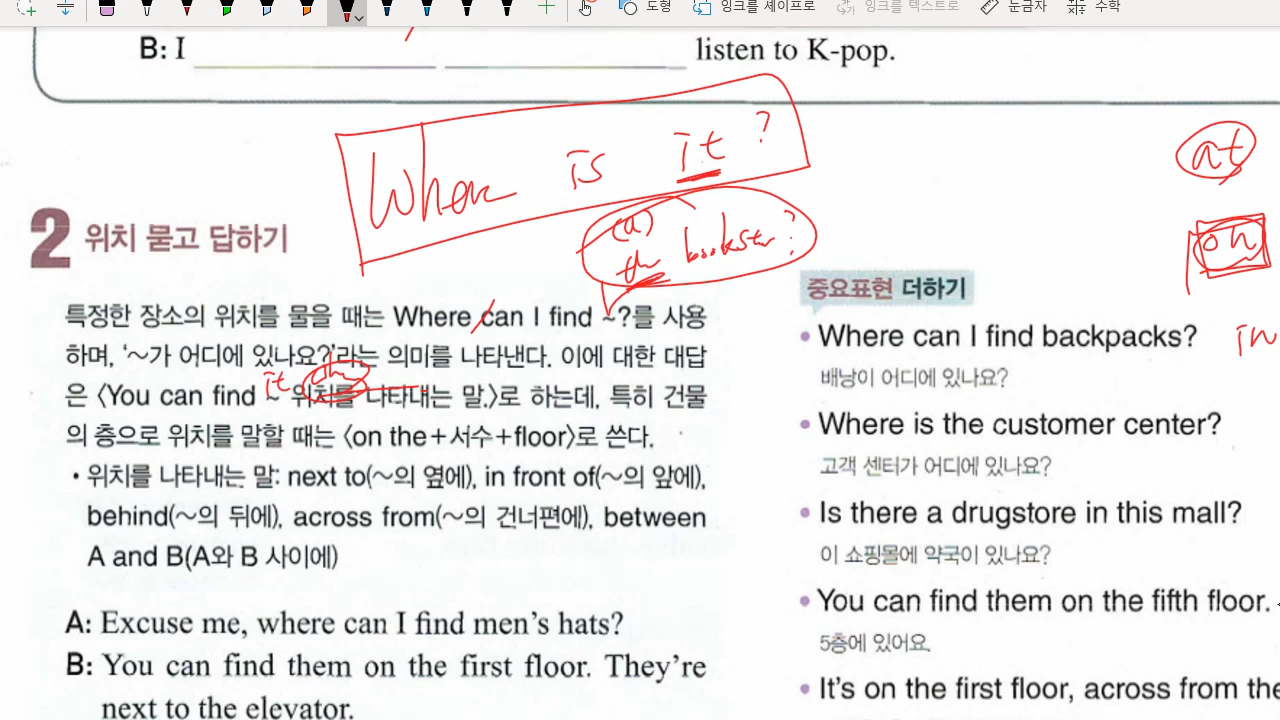 도형 잉크를 셰이프로 잉크를 텍스트로 눈금자 수학
B: I ________ ________ listen to K-pop.
Where is it?
at
(a)
the bookstore?
on
2 위치 묻고 답하기
특정한 장소의 위치를 물을 때는 Where can I find ~?를 사용
하며, '~가 어디에 있나요?'라는 의미를 나타낸다. 이에 대한 대답
it on
은 〈You can find ~ 위치를 나타내는 말.〉로 하는데, 특히 건물
의 층으로 위치를 말할 때는 〈on the+서수+floor〉로 쓴다.
• 위치를 나타내는 말: next to(~의 옆에), in front of(~의 앞에),
behind(~의 뒤에), across from(~의 건너편에), between
A and B(A와 B 사이에)
A: Excuse me, where can I find men's hats?
B: You can find them on the first floor. They're
next to the elevator.
중요표현 더하기
• Where can I find backpacks?
in
배낭이 어디에 있나요?
• Where is the customer center?
고객 센터가 어디에 있나요?
• Is there a drugstore in this mall?
이 쇼핑몰에 약국이 있나요?
• You can find them on the fifth floor.
5층에 있어요.
• It's on the first floor, across from the